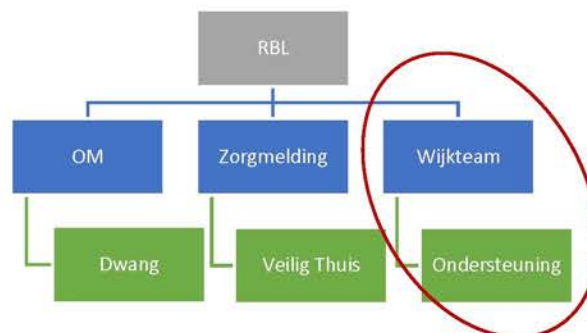 RBL
OM
Zorgmelding
Wijkteam
Dwang
Veilig Thuis
Ondersteuning